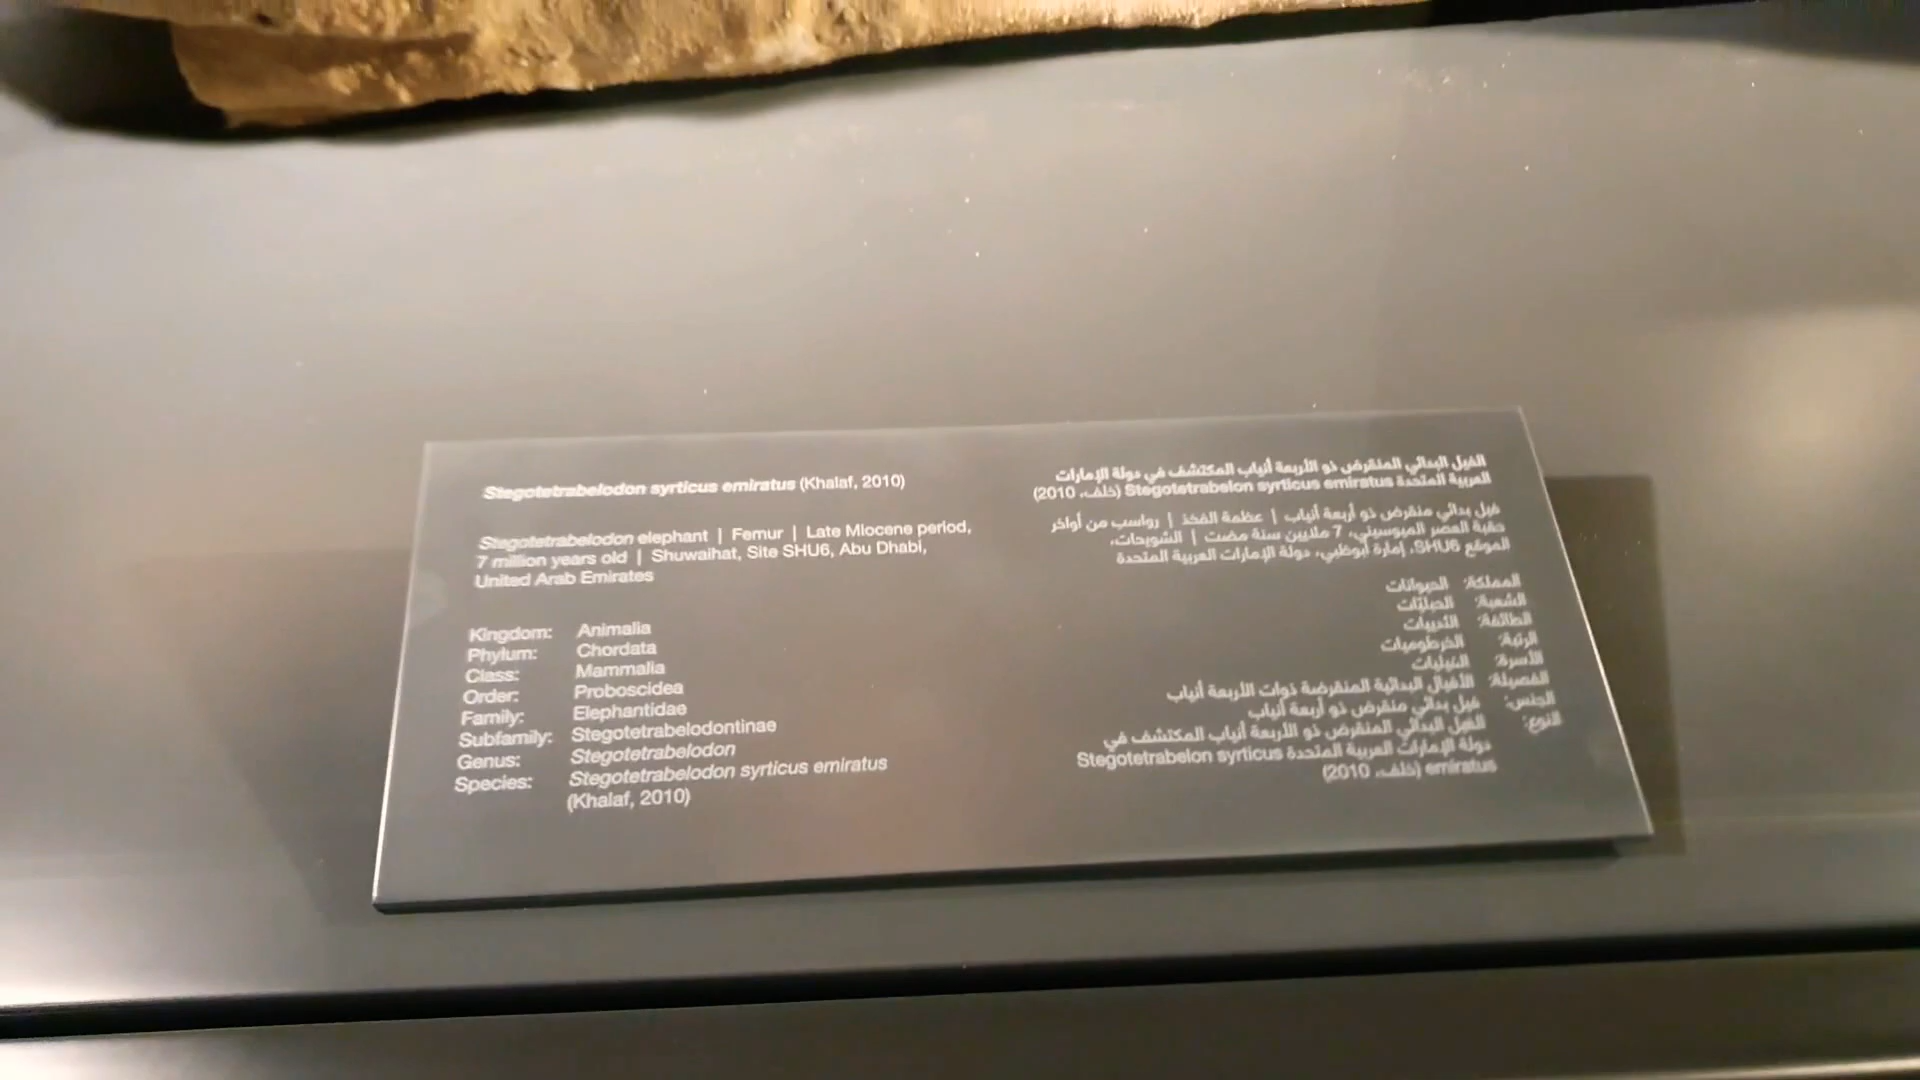 Stegotetrabelodon syrticus emiratus (Khalaf, 2010)
Stegotetrabelodon elephant | Femur | Late Miocene period,
7 million years old | Shuwaihat, Site SHU6, Abu Dhabi,
United Arab Emirates
Kingdom: Animalia
Phylum: Chordata
Class: Mammalia
Order: Proboscidea
Family: Elephantidae
Subfamily: Stegotetrabelodontinae
Genus: Stegotetrabelodon
Species: Stegotetrabelodon syrticus emiratus
(Khalaf, 2010)
الفيل البدائي المنقرض ذو الأربعة أنياب المكتشف في دولة الإمارات
العربية المتحدة Stegotetrabelon syrticus emiratus (خلف، 2010)
فيل بدائي منقرض ذو أربعة أنياب | عظمة الفخذ | رواسب من أواخر
حقبة العصر الميوسيني، 7 ملايين سنة مضت | الشويحات،
الموقع SHU6، إمارة أبوظبي، دولة الإمارات العربية المتحدة
المملكة: الحيوانات
الشعبة: الحبليّات
الطائفة: الثدييات
الرتبة: الخرطوميات
الأسرة: الفيليات
الفصيلة: الأفيال البدائية المنقرضة ذوات الأربعة أنياب
الجنس: فيل بدائي منقرض ذو أربعة أنياب
النوع: الفيل البدائي المنقرض ذو الأربعة أنياب المكتشف في
دولة الإمارات العربية المتحدة Stegotetrabelon syrticus
emiratus (خلف، 2010)